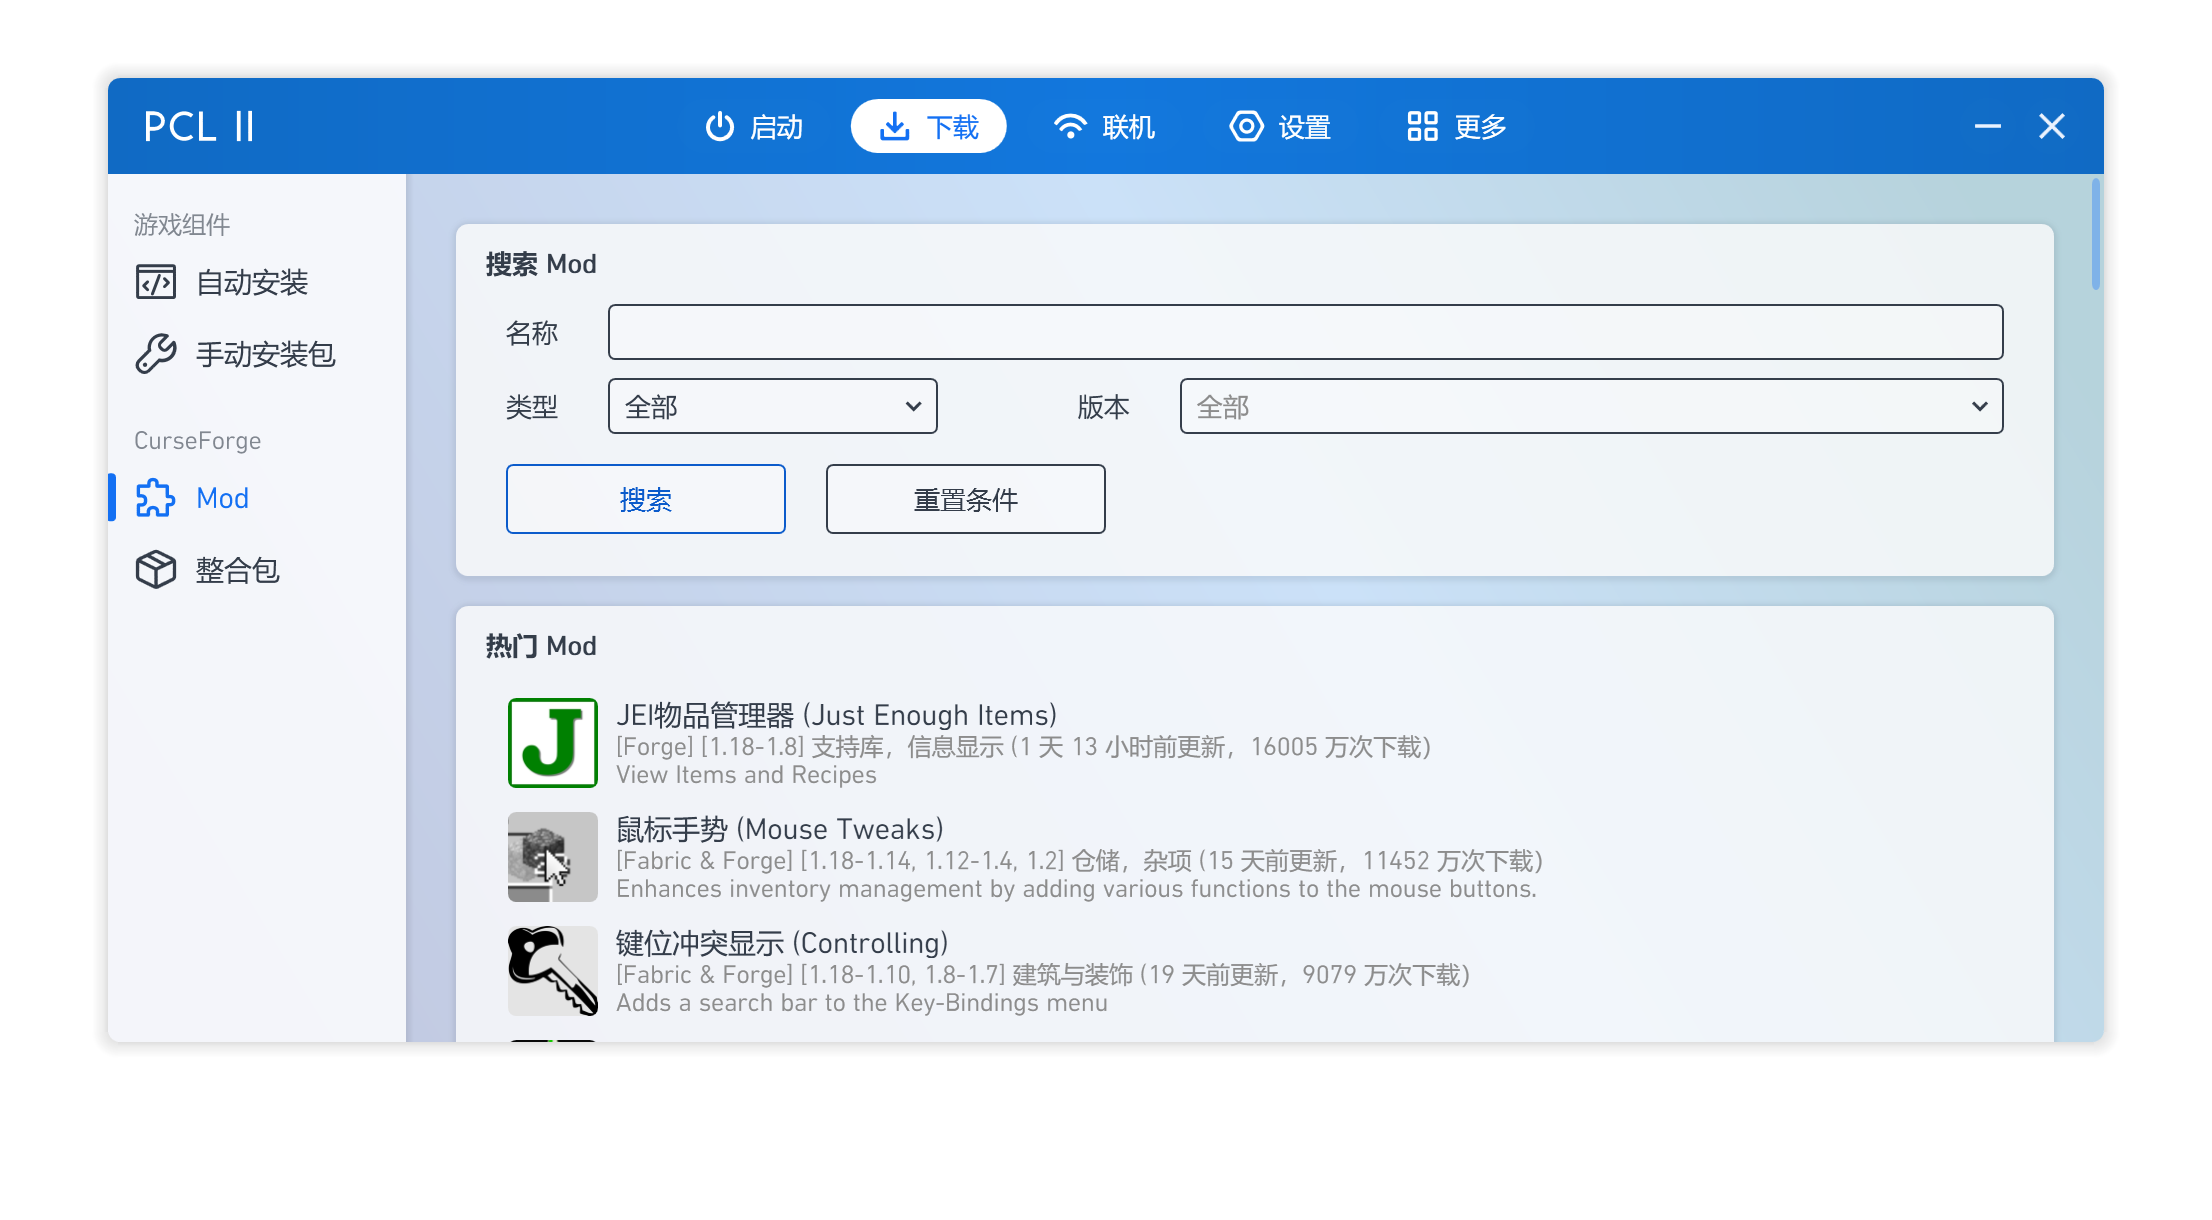 PCL II
启动
下载
联机
设置
更多
游戏组件
自动安装
手动安装包
CurseForge
Mod
整合包
搜索 Mod
名称
类型 全部 版本 全部
搜索 重置条件
热门 Mod
J
JEI物品管理器 (Just Enough Items)
[Forge] [1.18-1.8] 支持库，信息显示 (1 天 13 小时前更新，16005 万次下载)
View Items and Recipes
鼠标手势 (Mouse Tweaks)
[Fabric & Forge] [1.18-1.14, 1.12-1.4, 1.2] 仓储，杂项 (15 天前更新，11452 万次下载)
Enhances inventory management by adding various functions to the mouse buttons.
键位冲突显示 (Controlling)
[Fabric & Forge] [1.18-1.10, 1.8-1.7] 建筑与装饰 (19 天前更新，9079 万次下载)
Adds a search bar to the Key-Bindings menu